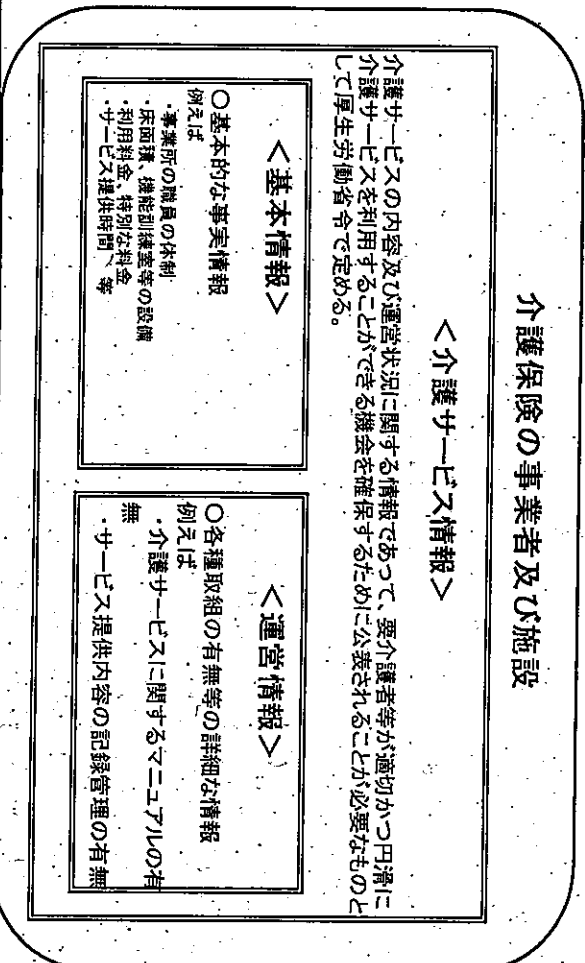 介護保険の事業者及び施設
＜介護サービス情報＞
介護サービスの内容及び運営状況に関する情報であって、要介護者等が適切かつ円滑に
介護サービスを利用することができる機会を確保するために公表されることが必要なものと
して厚生労働省令で定める。
＜基本情報＞
○基本的な事実情報
例えば
・事業所の職員の体制
・床面積、機能訓練室等の設備
・利用料金、特別な料金
・サービス提供時間、等
＜運営情報＞
○各種取組の有無等の詳細な情報
例えば
・介護サービスに関するマニュアルの有
無
・サービス提供内容の記録管理の有無